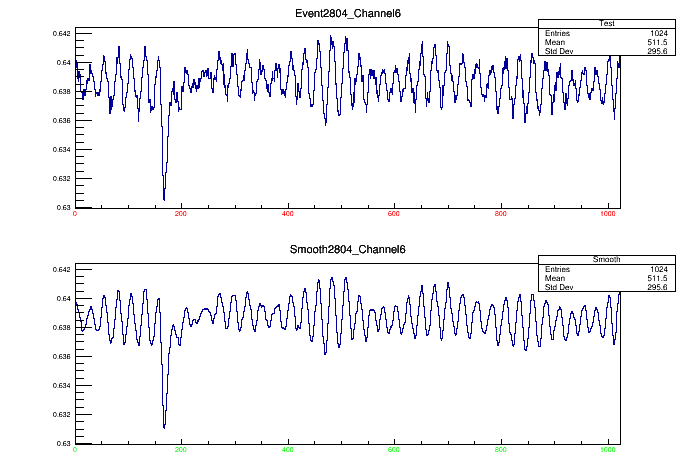 Event2804_Channel6
Test
Entries 1024
Mean 511.5
Std Dev 295.6
0.642
0.64
0.638
0.636
0.634
0.632
0.63
0 200 400 600 800 1000
Smooth2804_Channel6
Smooth
Entries 1024
Mean 511.5
Std Dev 295.6
0.642
0.64
0.638
0.636
0.634
0.632
0.63
0 200 400 600 800 1000